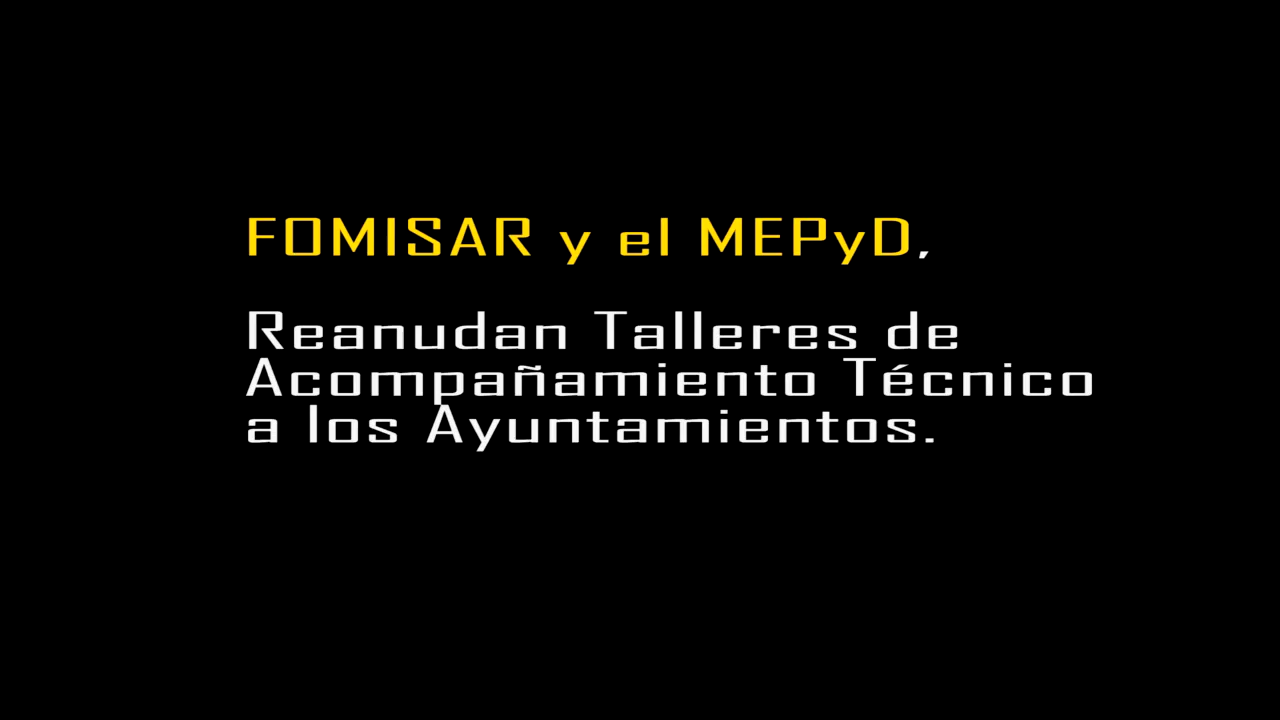 FOMISAR y el MEPyD,
Reanudan Talleres de
Acompañamiento Técnico
a los Ayuntamientos.